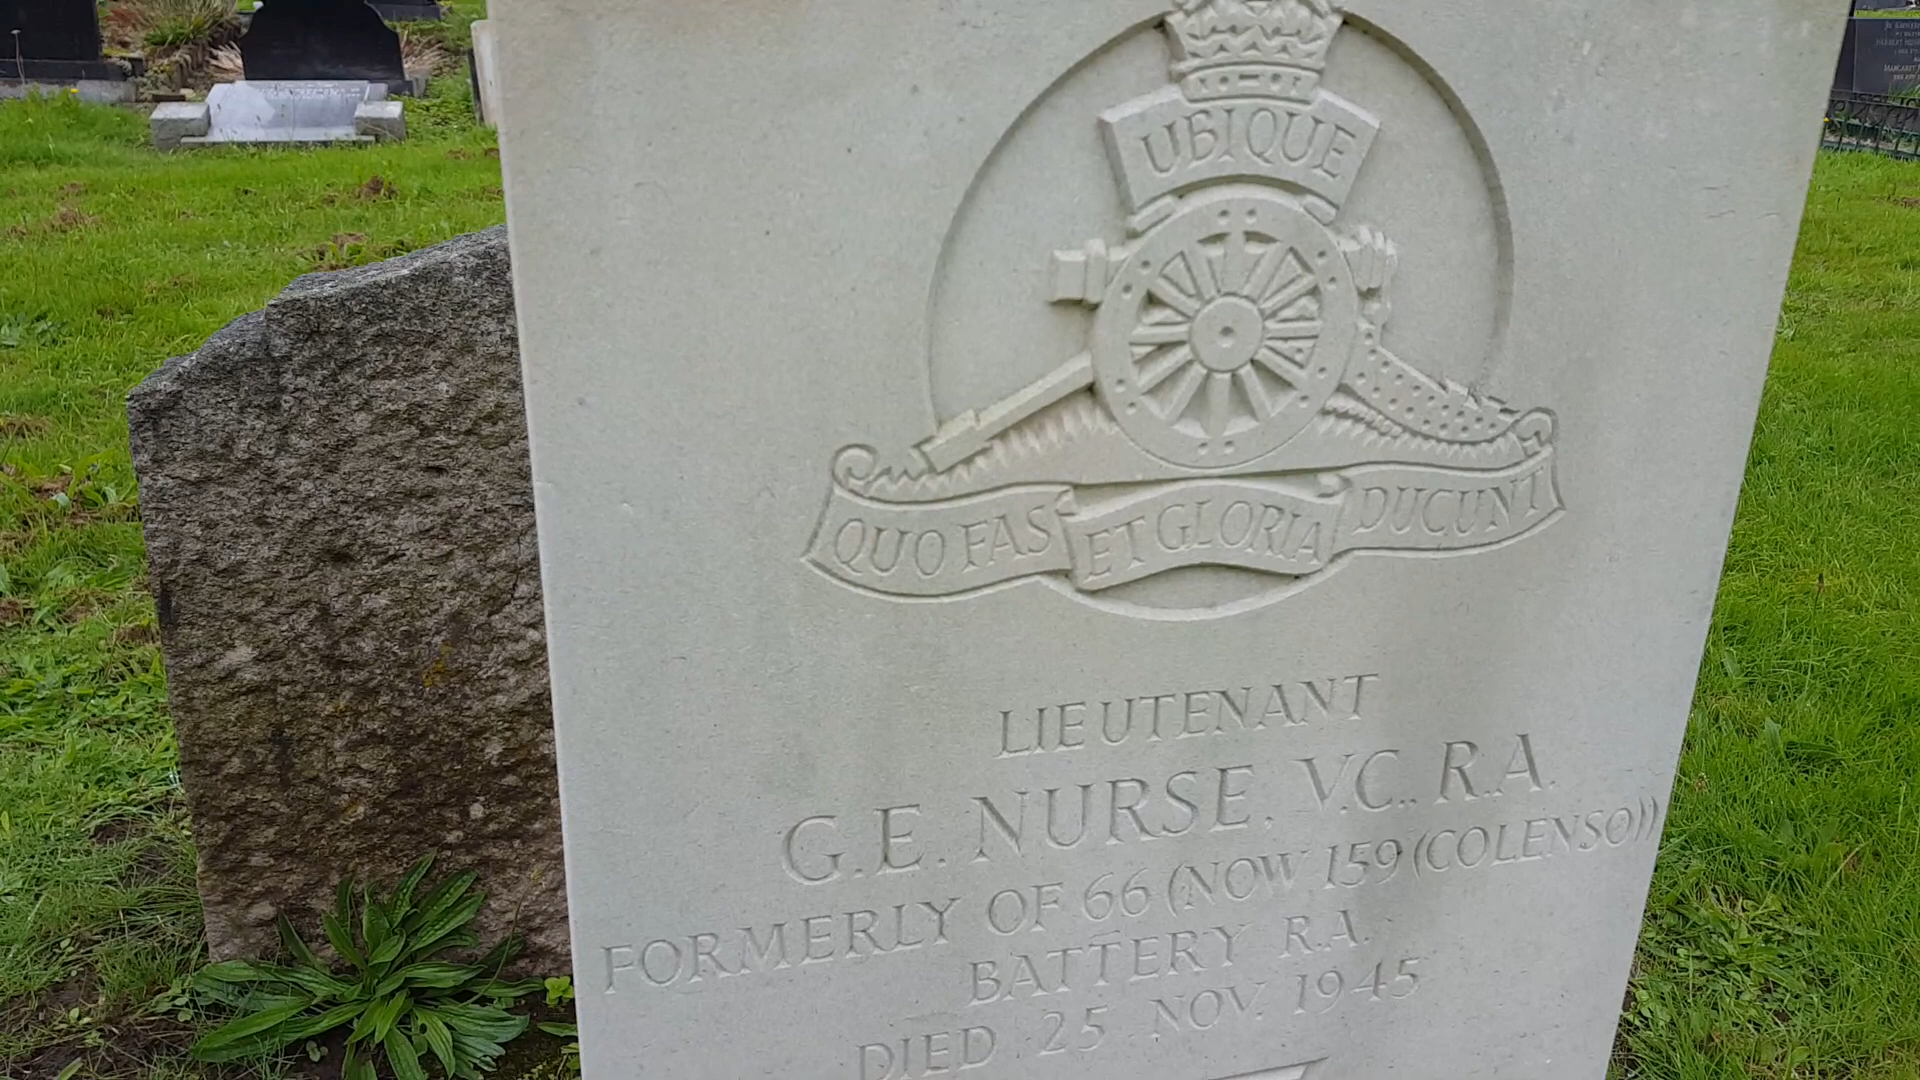 UBIQUE
QUO FAS ET GLORIA DUCUNT
LIEUTENANT
G.E. NURSE, V.C., R.A.
FORMERLY OF 66 (NOW 159 (COLENSO))
BATTERY R.A.
DIED 25 NOV. 1945